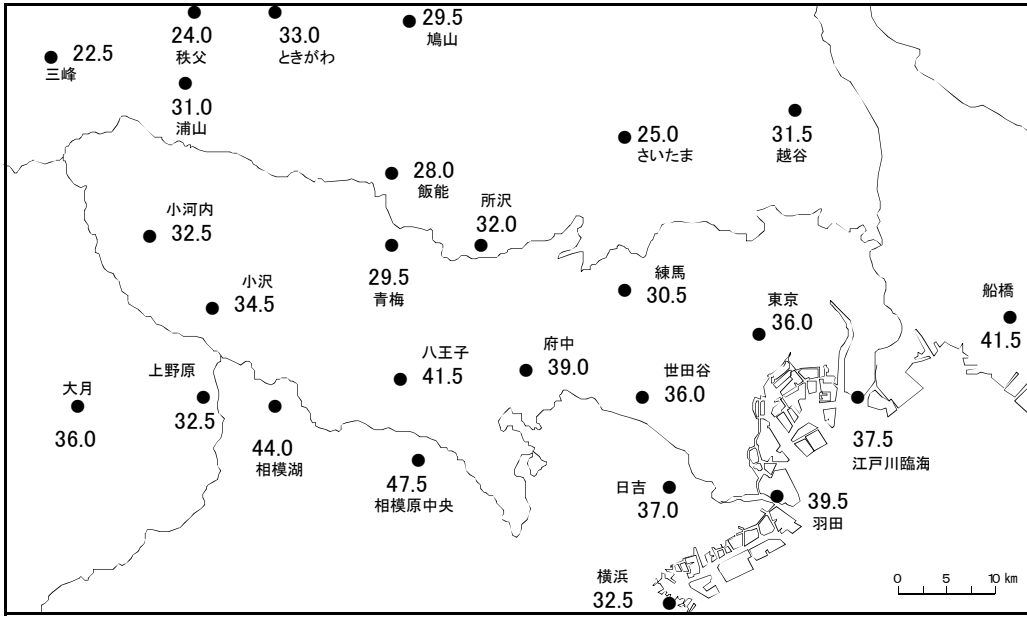 22.5
三峰
24.0
秩父
33.0
ときがわ
29.5
鳩山
31.0
浦山
25.0
さいたま
31.5
越谷
28.0
飯能
所沢
32.0
小河内
32.5
29.5
青梅
小沢
34.5
練馬
30.5
東京
36.0
船橋
41.5
大月
36.0
上野原
32.5
44.0
相模湖
八王子
41.5
府中
39.0
世田谷
36.0
37.5
江戸川臨海
47.5
相模原中央
日吉
37.0
39.5
羽田
横浜
32.5
0 5 10 km